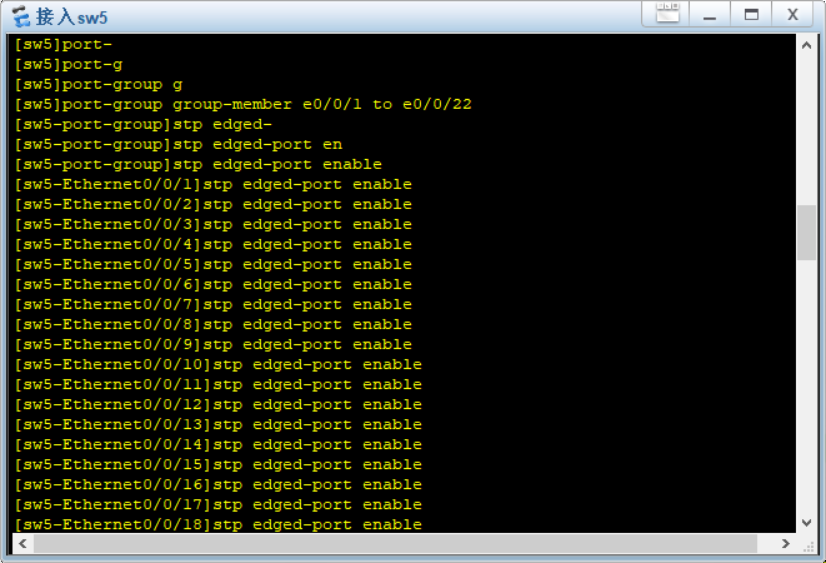 接入sw5
[sw5]port-
[sw5]port-g
[sw5]port-group g
[sw5]port-group group-member e0/0/1 to e0/0/22
[sw5-port-group]stp edged-
[sw5-port-group]stp edged-port en
[sw5-port-group]stp edged-port enable
[sw5-Ethernet0/0/1]stp edged-port enable
[sw5-Ethernet0/0/2]stp edged-port enable
[sw5-Ethernet0/0/3]stp edged-port enable
[sw5-Ethernet0/0/4]stp edged-port enable
[sw5-Ethernet0/0/5]stp edged-port enable
[sw5-Ethernet0/0/6]stp edged-port enable
[sw5-Ethernet0/0/7]stp edged-port enable
[sw5-Ethernet0/0/8]stp edged-port enable
[sw5-Ethernet0/0/9]stp edged-port enable
[sw5-Ethernet0/0/10]stp edged-port enable
[sw5-Ethernet0/0/11]stp edged-port enable
[sw5-Ethernet0/0/12]stp edged-port enable
[sw5-Ethernet0/0/13]stp edged-port enable
[sw5-Ethernet0/0/14]stp edged-port enable
[sw5-Ethernet0/0/15]stp edged-port enable
[sw5-Ethernet0/0/16]stp edged-port enable
[sw5-Ethernet0/0/17]stp edged-port enable
[sw5-Ethernet0/0/18]stp edged-port enable